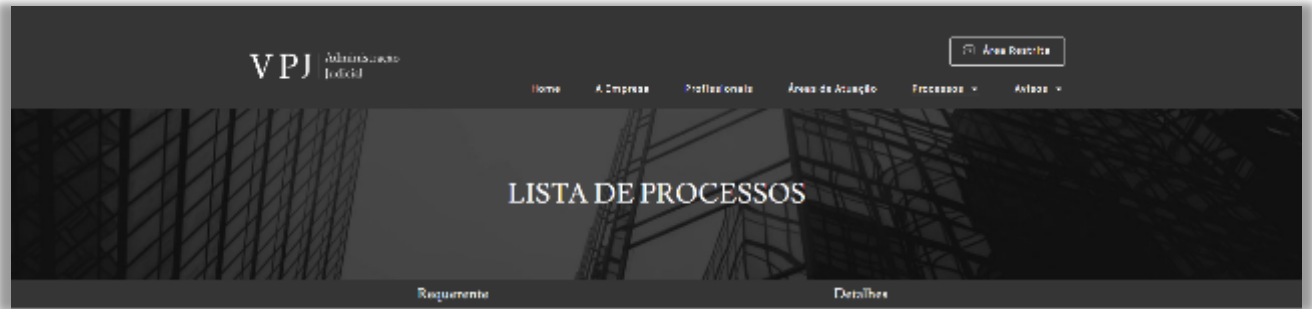 VPJ Administração
Judicial
Área Restrita
Home A Empresa Profissionais Áreas de Atuação Processos Avisos
LISTA DE PROCESSOS
Requerente Detalhes